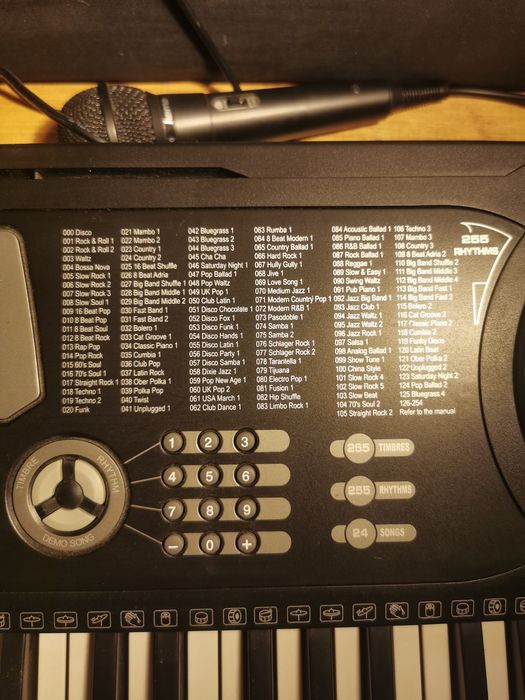 000 Disco
001 Rock & Roll 1
002 Rock & Roll 2
003 Waltz
004 Bossa Nova
005 Slow Rock 1
006 Slow Rock 2
007 Slow Rock 3
008 Slow Soul 1
009 16 Beat Pop
010 8 Beat Pop
011 8 Beat Soul
012 8 Beat Rock
013 Rap Pop
014 Pop Rock
015 60's Soul
016 70's Soul 1
017 Straight Rock 1
018 Techno 1
019 Techno 2
020 Funk
021 Mambo 1
022 Mambo 2
023 Country 1
024 Country 2
025 16 Beat Shuffle
026 8 Beat Adria
027 Big Band Shuffle 1
028 Big Band Middle 1
029 Big Band Middle 2
030 Fast Band 1
031 Fast Band 2
032 Bolero 1
033 Cat Groove 1
034 Classic Piano 1
035 Cumbia 1
036 Club Pop
037 Latin Rock
038 Ober Polka 1
039 Polka Pop
040 Twist
041 Unplugged 1
042 Bluegrass 1
043 Bluegrass 2
044 Bluegrass 3
045 Cha Cha
046 Saturday Night 1
047 Pop Ballad 1
048 Pop Waltz 2
049 UK Pop 1
050 Club Latin 1
051 Disco Chocolate 1
052 Disco Fox 1
053 Disco Funk 1
054 Disco Hands 1
055 Disco Samba 1
056 Disco Party 1
057 Disco Samba 1
058 Dixie Jazz 1
059 Pop New Age 1
060 UK Pop 2
061 USA March 1
062 Club Dance 1
063 Rumba 1
064 8 Beat Modern 1
065 Country Ballad 1
066 Hard Rock 1
067 Hully Gully 1
068 Jive 1
069 Love Song 1
070 Medium Jazz 1
071 Modern Country Pop 1
072 Modern R&B 1
073 Pasodoble 1
074 Samba 1
075 Samba 2
076 Schlager Rock 1
077 Schlager Rock 2
078 Tarantella 1
079 Tijuana
080 Electro Pop 1
081 Fusion 1
082 Hip Shuffle
083 Limbo Rock 1
084 Acoustic Ballad 1
085 Piano Ballad 1
086 R&B Ballad 1
087 Rock Ballad 1
088 Reggae 1
089 Slow & Easy 1
090 Swing Waltz
091 Pub Piano 1
092 Jazz Big Band 1
093 Jazz Club 1
094 Jazz Waltz 1
095 Jazz Waltz 2
096 Jazz Rock 1
097 Salsa 1
098 Analog Ballad 1
099 Show Tune 1
100 China Style
101 Slow Rock 4
102 Slow Rock 5
103 Slow Beat
104 70's Soul 2
105 Straight Rock 2
106 Techno 3
107 Mambo 3
108 Country 3
109 8 Beat Adria 2
110 Big Band Shuffle 2
111 Big Band Middle 3
112 Big Band Middle 4
113 Big Band Fast 1
114 Big Band Fast 2
115 Bolero 2
116 Cat Groove 2
117 Classic Piano 2
118 Cumbia 2
119 Funky Disco
120 Latin Beat
121 Ober Polka 2
122 Unplugged 2
123 Saturday Night 2
124 Pop Ballad 2
125 Bluegrass 4
126-254
Refer to the manual
255
RHYTHMS
TIMBRE
RHYTHM
DEMO SONG
1 2 3
4 5 6
7 8 9
− 0 +
255 TIMBRES
255 RHYTHMS
24 SONGS